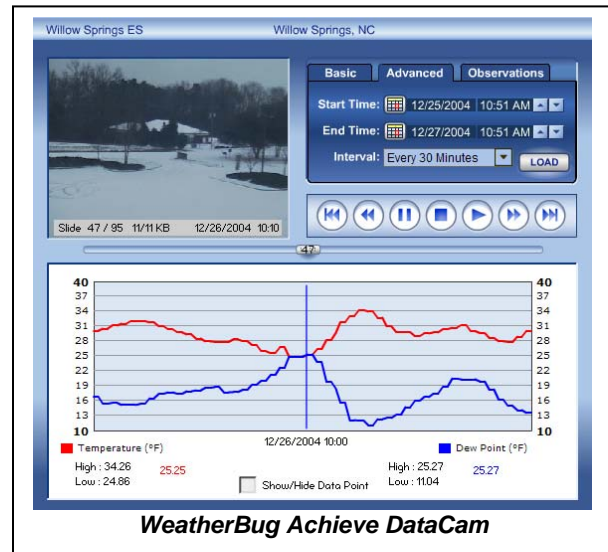 Willow Springs ES Willow Springs, NC
Basic Advanced Observations
Start Time: 12/25/2004 10:51 AM
End Time: 12/27/2004 10:51 AM
Interval: Every 30 Minutes LOAD
Slide 47 / 95 11/11 KB 12/26/2004 10:10
47
40 40
37 37
34 34
31 31
28 28
25 25
22 22
19 19
16 16
13 13
10 10
12/26/2004 10:00
Temperature (°F) Dew Point (°F)
High : 34.26 25.25 High : 25.27 25.27
Low : 24.86 Show/Hide Data Point Low : 11.04
WeatherBug Achieve DataCam